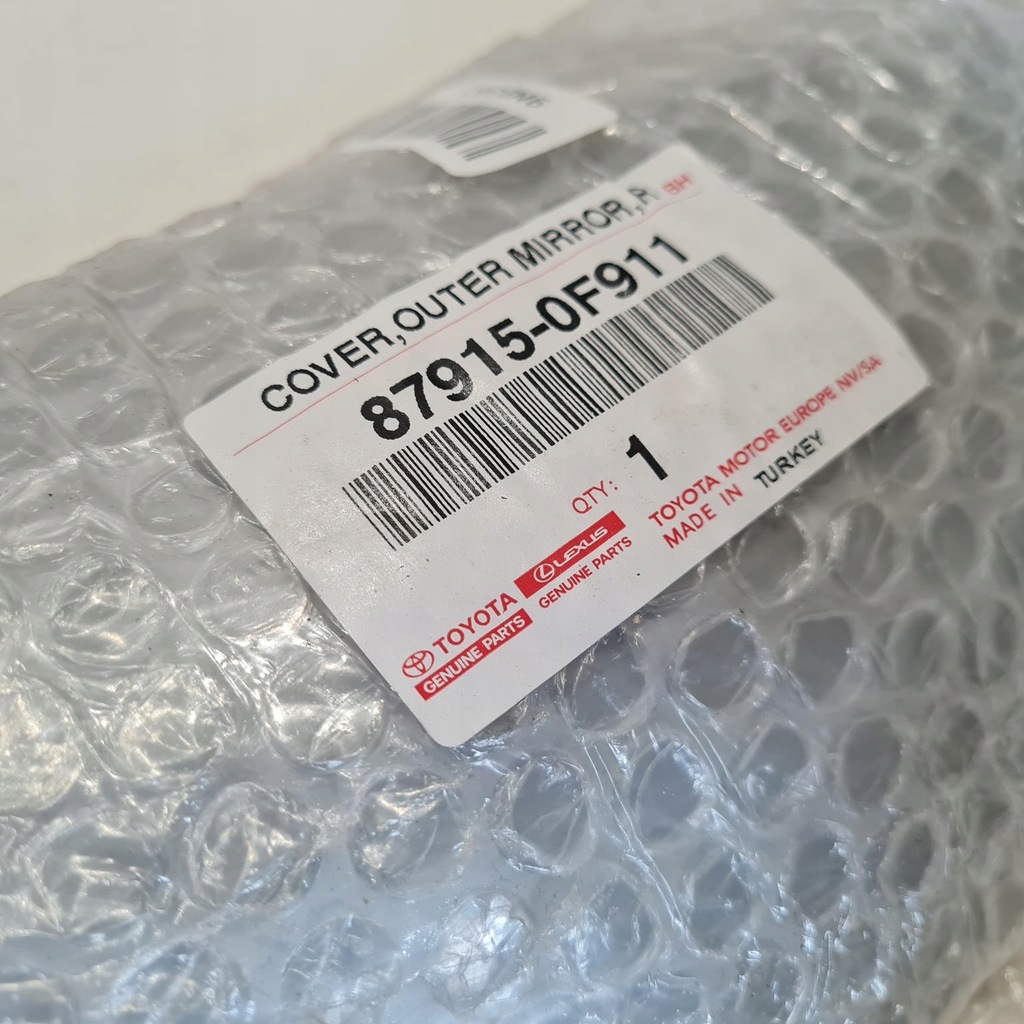 COVER,OUTER MIRROR,R BH
87915-0F911
QTY: 1
TOYOTA
GENUINE PARTS
LEXUS
GENUINE PARTS
TOYOTA MOTOR EUROPE NV/SA
MADE IN TURKEY